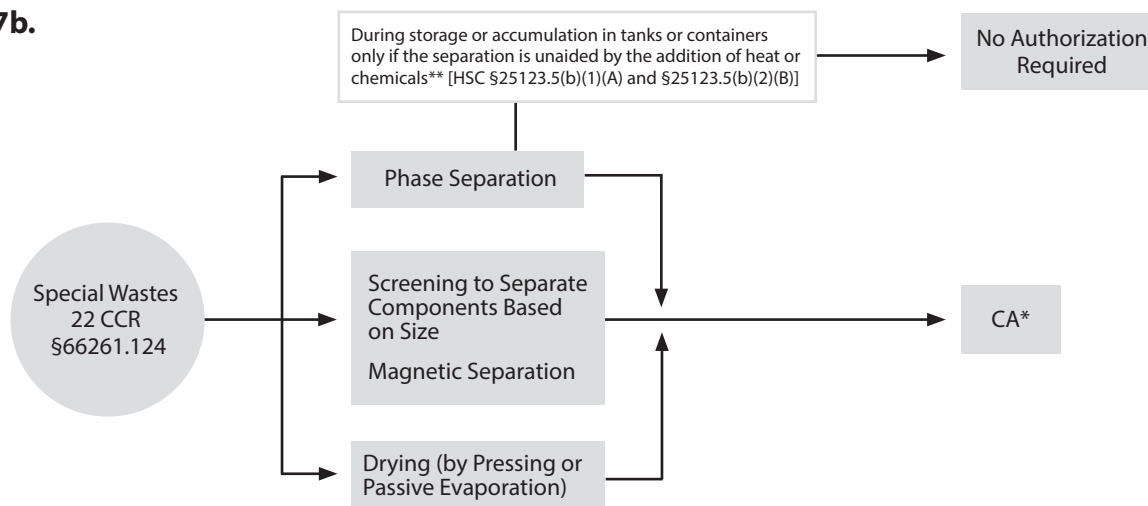 7b.
During storage or accumulation in tanks or containers
only if the separation is unaided by the addition of heat or
chemicals** [HSC §25123.5(b)(1)(A) and §25123.5(b)(2)(B)]
No Authorization
Required
Phase Separation
Special Wastes
22 CCR
§66261.124
Screening to Separate
Components Based
on Size
Magnetic Separation
CA*
Drying (by Pressing or
Passive Evaporation)